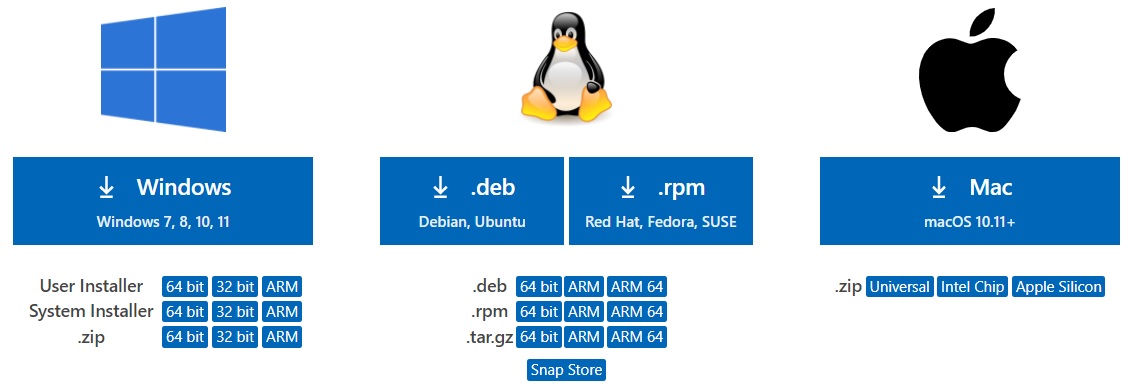 Windows
Windows 7, 8, 10, 11
User Installer 64 bit 32 bit ARM
System Installer 64 bit 32 bit ARM
.zip 64 bit 32 bit ARM
.deb
Debian, Ubuntu
.rpm
Red Hat, Fedora, SUSE
.deb 64 bit ARM ARM 64
.rpm 64 bit ARM ARM 64
.tar.gz 64 bit ARM ARM 64
Snap Store
Mac
macOS 10.11+
.zip Universal Intel Chip Apple Silicon